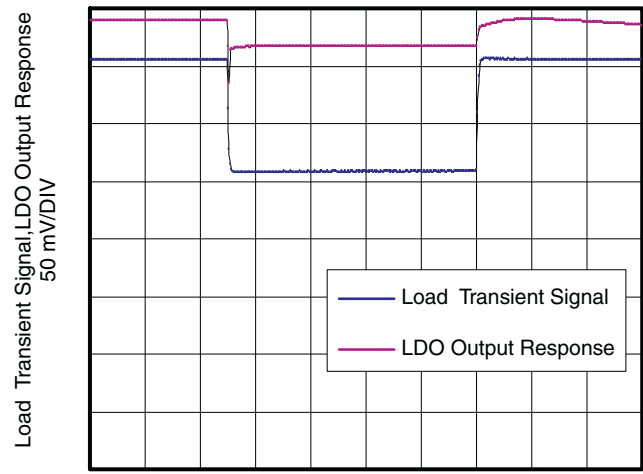 Load  Transient Signal,LDO Output Response
50 mV/DIV
Load  Transient Signal
LDO Output Response